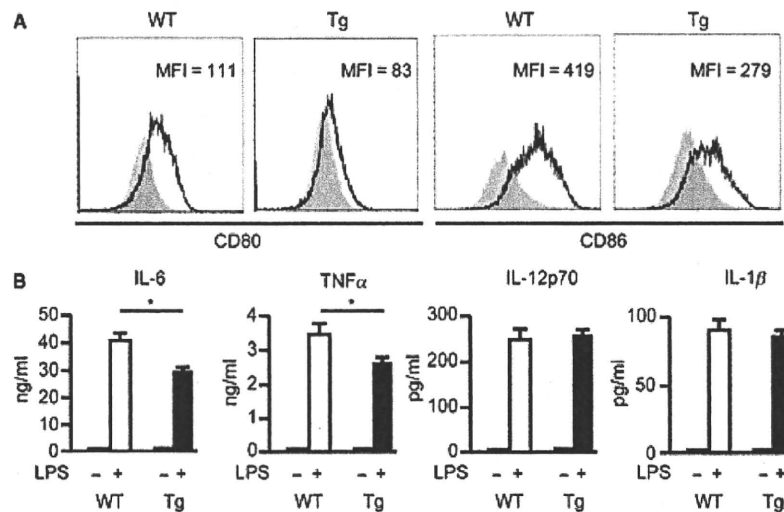 A
WT Tg WT Tg
MFI = 111 MFI = 83 MFI = 419 MFI = 279
CD80 CD86
B
IL-6 TNFα IL-12p70 IL-1β
50 4 300 100
40 3 200 50
30 2 100 0
20 1 0
10 0
0
ng/ml ng/ml pg/ml pg/ml
* *
LPS – + – + LPS – + – + LPS – + – + LPS – + – +
WT Tg WT Tg WT Tg WT Tg